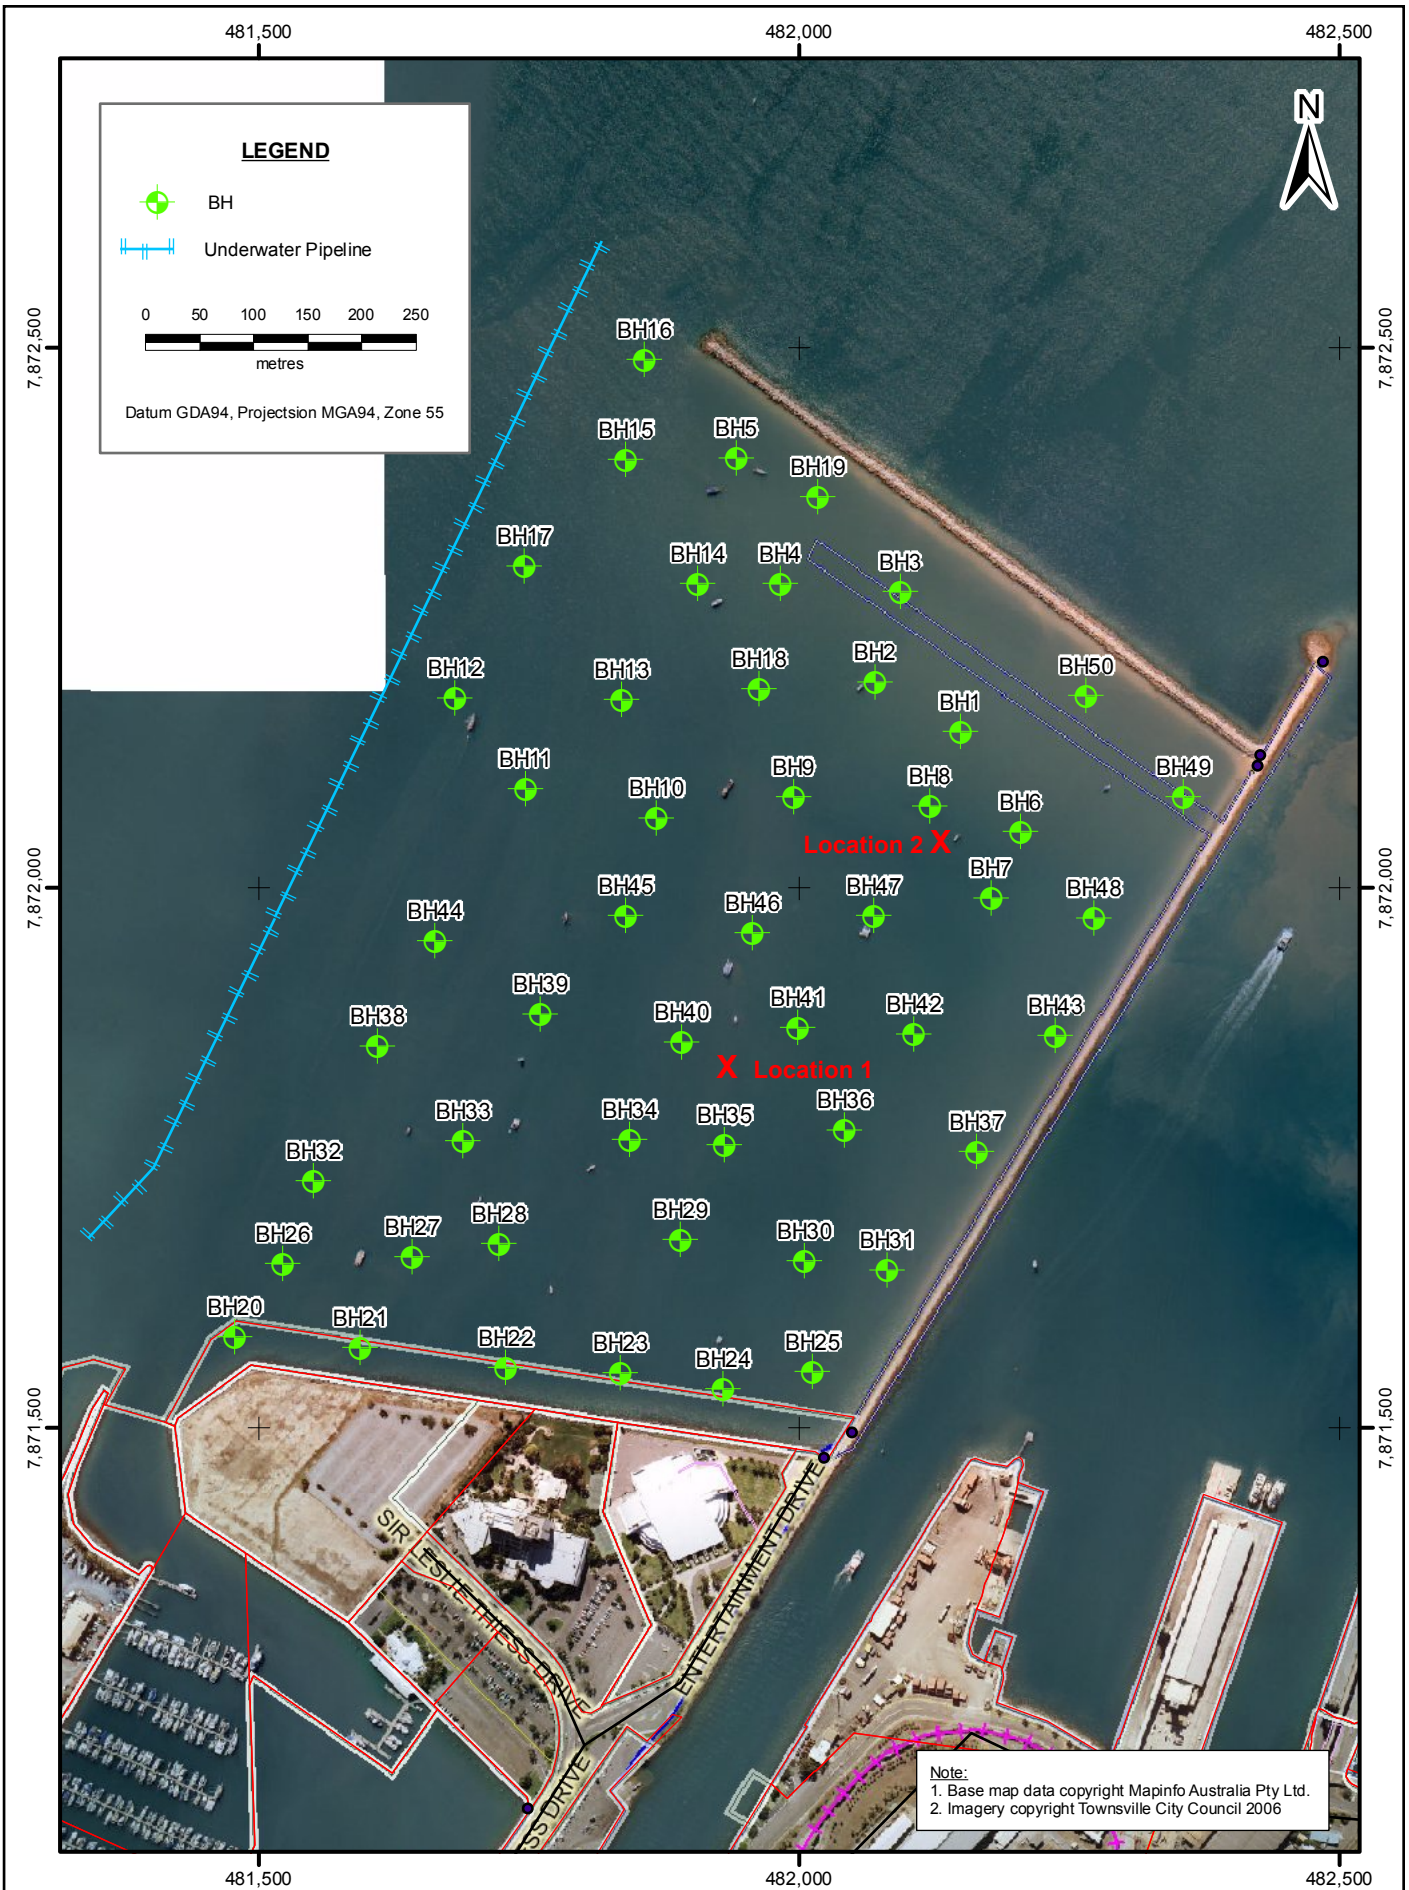 481,500
482,000
482,500
N
LEGEND
BH
Underwater Pipeline
0 50 100 150 200 250
metres
Datum GDA94, Projectsion MGA94, Zone 55
7,872,500
7,872,500
BH16
BH15
BH5
BH19
BH17
BH14
BH4
BH3
BH12
BH13
BH18
BH2
BH50
BH1
BH11
BH10
BH9
BH8
BH49
BH6
Location 2 X
7,872,000
7,872,000
BH44
BH45
BH46
BH47
BH7
BH48
BH38
BH39
BH40
BH41
BH42
BH43
X Location 1
BH33
BH34
BH35
BH36
BH37
BH32
BH26
BH27
BH28
BH29
BH30
BH31
BH20
BH21
BH22
BH23
BH24
BH25
7,871,500
7,871,500
SIR LESLIE THIESS DRIVE
ENTERTAINMENT DRIVE
SS DRIVE
Note:
1. Base map data copyright Mapinfo Australia Pty Ltd.
2. Imagery copyright Townsville City Council 2006
481,500
482,000
482,500